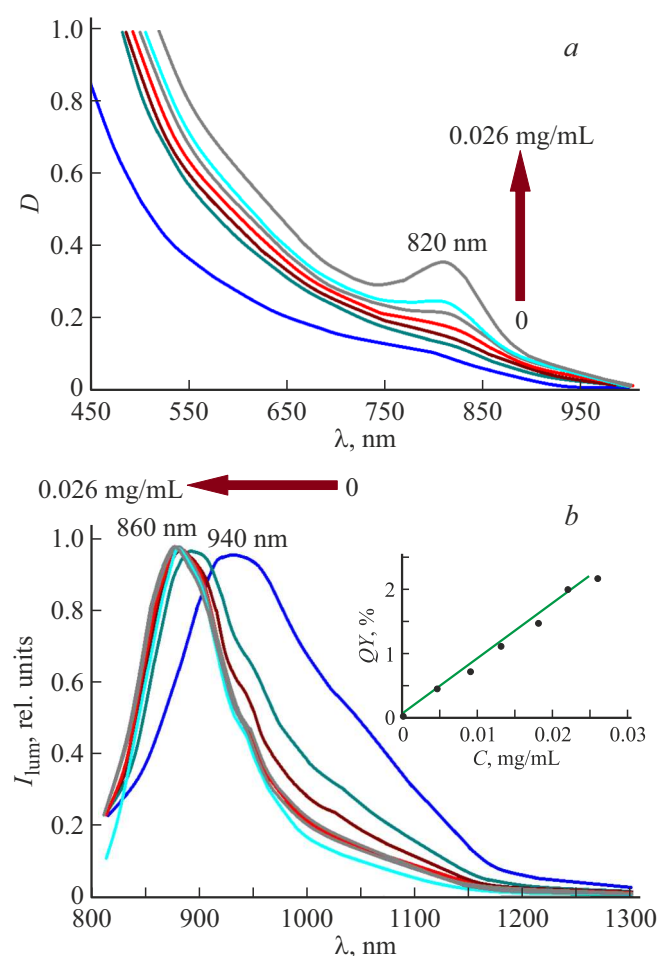 a
1.0
0.8
0.6
0.4
0.2
0
D
0.026 mg/mL
820 nm
0
450 550 650 750 850 950
λ, nm
0.026 mg/mL 0
b
860 nm 940 nm
1.0
0.8
0.6
0.4
0.2
0
I_lum, rel. units
2
1
0
QY, %
0 0.01 0.02 0.03
C, mg/mL
800 900 1000 1100 1200 1300
λ, nm